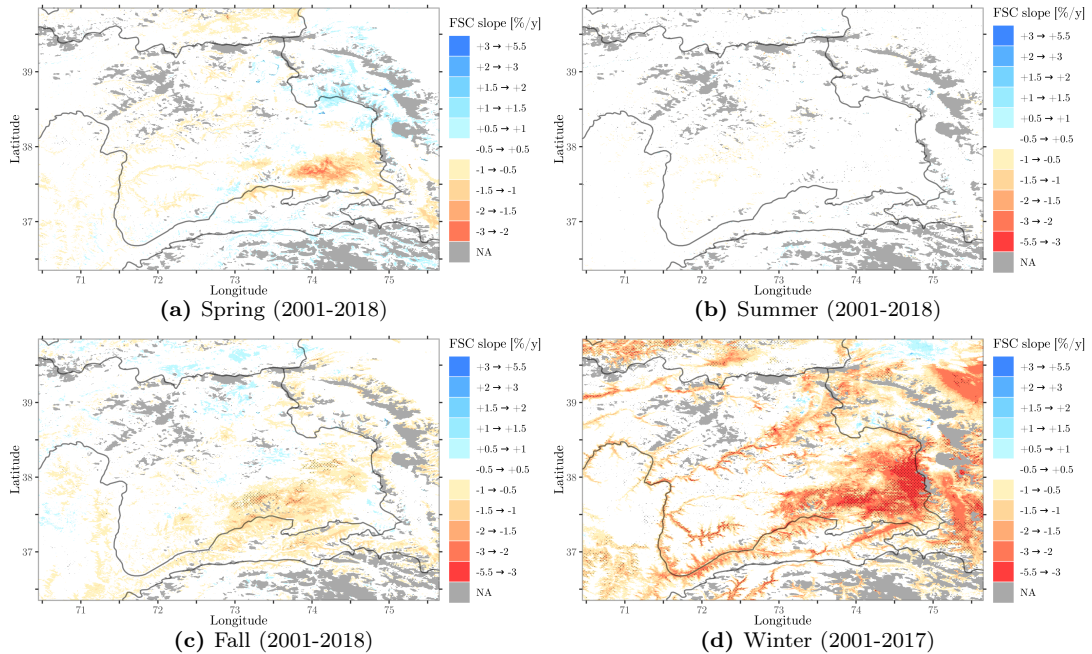 FSC slope [%/y]
+3 → +5.5
+2 → +3
+1.5 → +2
+1 → +1.5
+0.5 → +1
-0.5 → +0.5
-1 → -0.5
-1.5 → -1
-2 → -1.5
-3 → -2
NA
Latitude
39
38
37
71
72
73
74
75
Longitude
(a) Spring (2001-2018)
FSC slope [%/y]
+3 → +5.5
+2 → +3
+1.5 → +2
+1 → +1.5
+0.5 → +1
-0.5 → +0.5
-1 → -0.5
-1.5 → -1
-2 → -1.5
-3 → -2
-5.5 → -3
NA
Latitude
39
38
37
71
72
73
74
75
Longitude
(b) Summer (2001-2018)
FSC slope [%/y]
+3 → +5.5
+2 → +3
+1.5 → +2
+1 → +1.5
+0.5 → +1
-0.5 → +0.5
-1 → -0.5
-1.5 → -1
-2 → -1.5
-3 → -2
-5.5 → -3
NA
Latitude
39
38
37
71
72
73
74
75
Longitude
(c) Fall (2001-2018)
FSC slope [%/y]
+3 → +5.5
+2 → +3
+1.5 → +2
+1 → +1.5
+0.5 → +1
-0.5 → +0.5
-1 → -0.5
-1.5 → -1
-2 → -1.5
-3 → -2
-5.5 → -3
NA
Latitude
39
38
37
71
72
73
74
75
Longitude
(d) Winter (2001-2017)